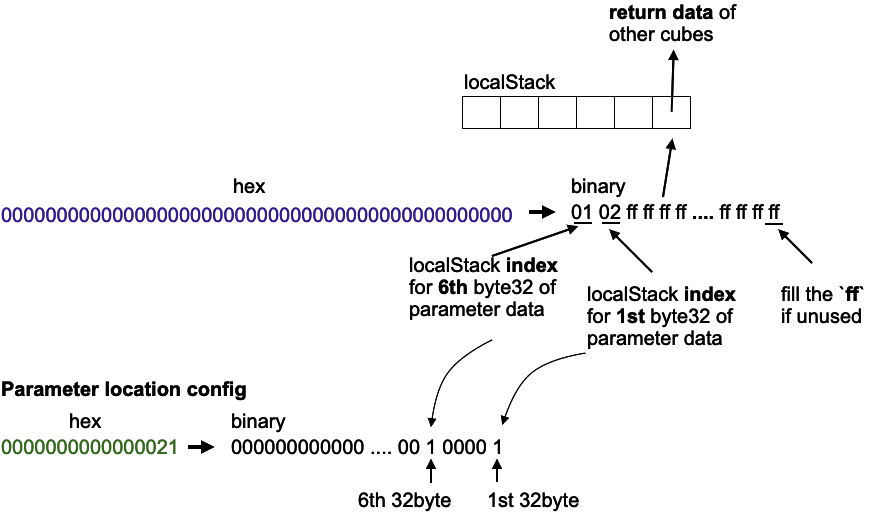 return data of
other cubes
localStack
hex
binary
0000000000000000000000000000000000000000000000
01 02 ff ff ff ff .... ff ff ff ff
localStack index
for 6th byte32 of
parameter data
localStack index
for 1st byte32 of
parameter data
fill the `ff`
if unused
Parameter location config
hex
binary
0000000000000021
000000000000 .... 00 1 0000 1
6th 32byte
1st 32byte